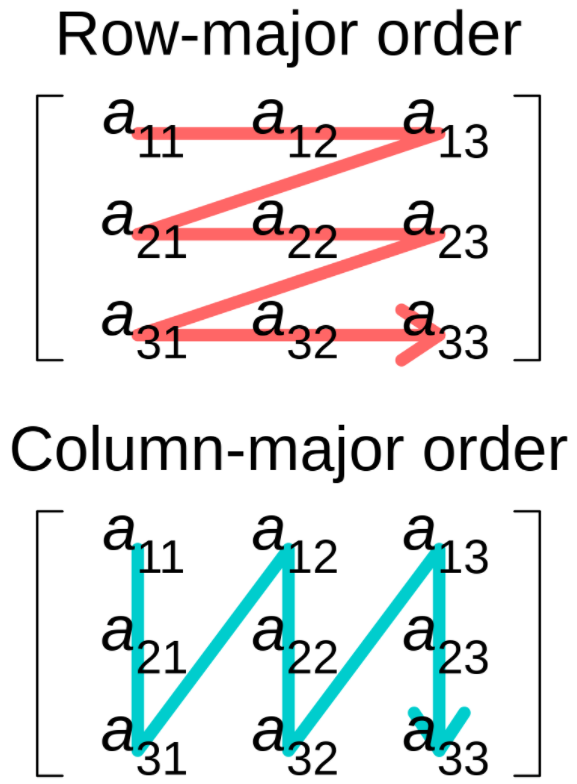 Row-major order
a11 a12 a13
a21 a22 a23
a31 a32 a33
Column-major order
a11 a12 a13
a21 a22 a23
a31 a32 a33